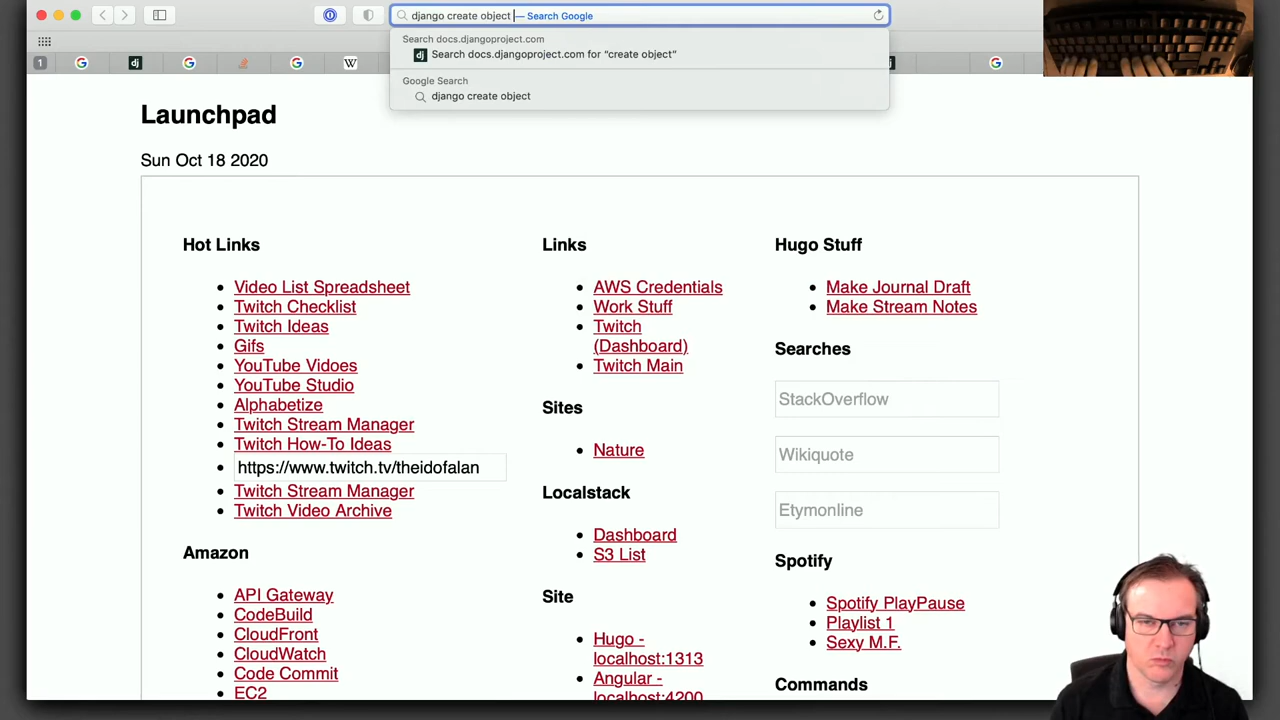 django create object — Search Google
Search docs.djangoproject.com
dj Search docs.djangoproject.com for “create object”
Google Search
django create object
1
dj
W
Launchpad
Sun Oct 18 2020
Hot Links
Video List Spreadsheet
Twitch Checklist
Twitch Ideas
Gifs
YouTube Vidoes
YouTube Studio
Alphabetize
Twitch Stream Manager
Twitch How-To Ideas
https://www.twitch.tv/theidofalan
Twitch Stream Manager
Twitch Video Archive
Amazon
API Gateway
CodeBuild
CloudFront
CloudWatch
Code Commit
EC2
Links
AWS Credentials
Work Stuff
Twitch
(Dashboard)
Twitch Main
Sites
Nature
Localstack
Dashboard
S3 List
Site
Hugo -
localhost:1313
Angular -
localhost:4200
Hugo Stuff
Make Journal Draft
Make Stream Notes
Searches
StackOverflow
Wikiquote
Etymonline
Spotify
Spotify PlayPause
Playlist 1
Sexy M.F.
Commands